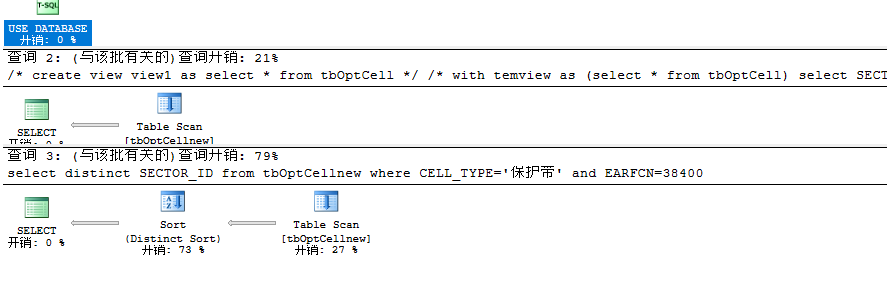 T-SQL
USE DATABASE
开销: 0 %
查询 2: (与该批有关的)查询开销: 21%
/* create view view1 as select * from tbOptCell */ /* with temview as (select * from tbOptCell) select SECT
SELECT
Table Scan
开销: 0 %
[tbOptCellnew]
查询 3: (与该批有关的)查询开销: 79%
select distinct SECTOR_ID from tbOptCellnew where CELL_TYPE='保护带' and EARFCN=38400
SELECT
开销: 0 %
Sort
(Distinct Sort)
开销: 73 %
Table Scan
[tbOptCellnew]
开销: 27 %